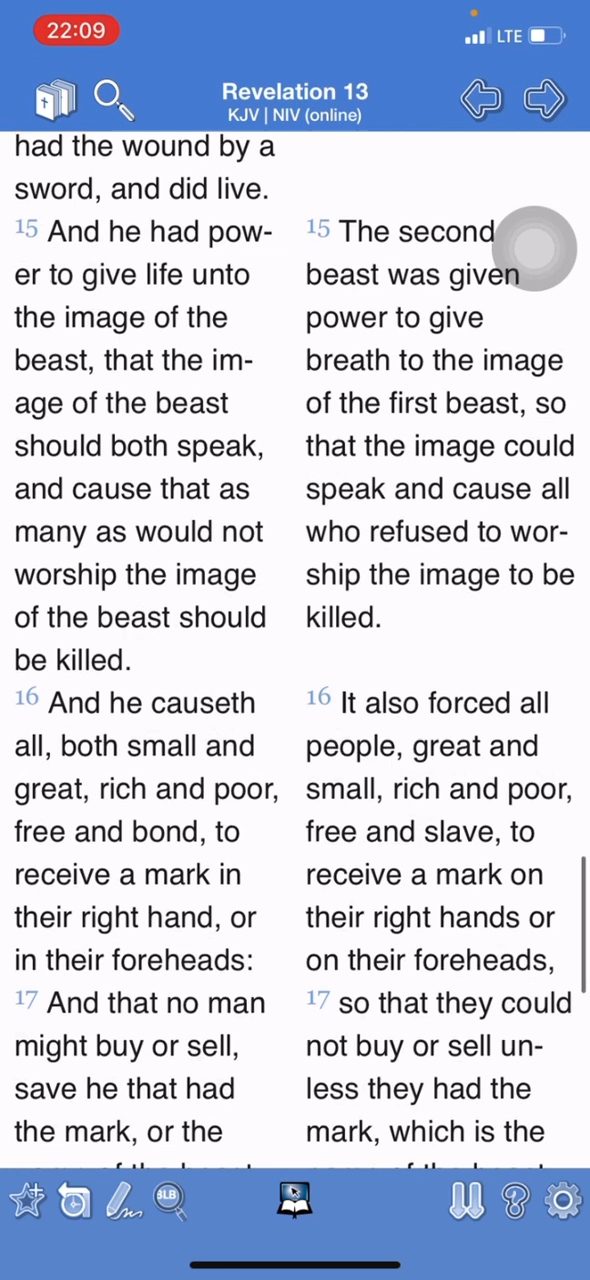 22:09
LTE
Revelation 13
KJV | NIV (online)
had the wound by a
sword, and did live.
15 And he had pow-
er to give life unto
the image of the
beast, that the im-
age of the beast
should both speak,
and cause that as
many as would not
worship the image
of the beast should
be killed.
16 And he causeth
all, both small and
great, rich and poor,
free and bond, to
receive a mark in
their right hand, or
in their foreheads:
17 And that no man
might buy or sell,
save he that had
the mark, or the
15 The second
beast was given
power to give
breath to the image
of the first beast, so
that the image could
speak and cause all
who refused to wor-
ship the image to be
killed.
16 It also forced all
people, great and
small, rich and poor,
free and slave, to
receive a mark on
their right hands or
on their foreheads,
17 so that they could
not buy or sell un-
less they had the
mark, which is the
BLB